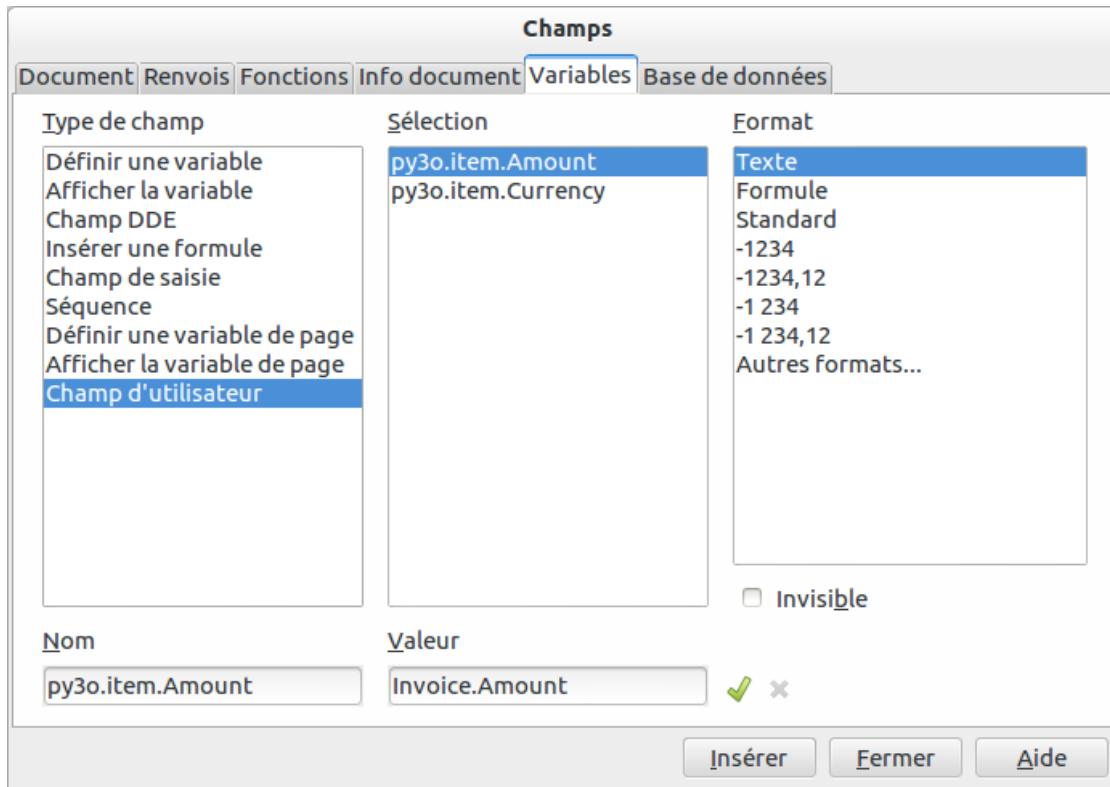 Champs
Document Renvois Fonctions Info document Variables Base de données
Type de champ
Définir une variable
Afficher la variable
Champ DDE
Insérer une formule
Champ de saisie
Séquence
Définir une variable de page
Afficher la variable de page
Champ d'utilisateur
Sélection
py3o.item.Amount
py3o.item.Currency
Format
Texte
Formule
Standard
-1234
-1234,12
-1 234
-1 234,12
Autres formats...
Invisible
Nom
py3o.item.Amount
Valeur
Invoice.Amount
Insérer Fermer Aide